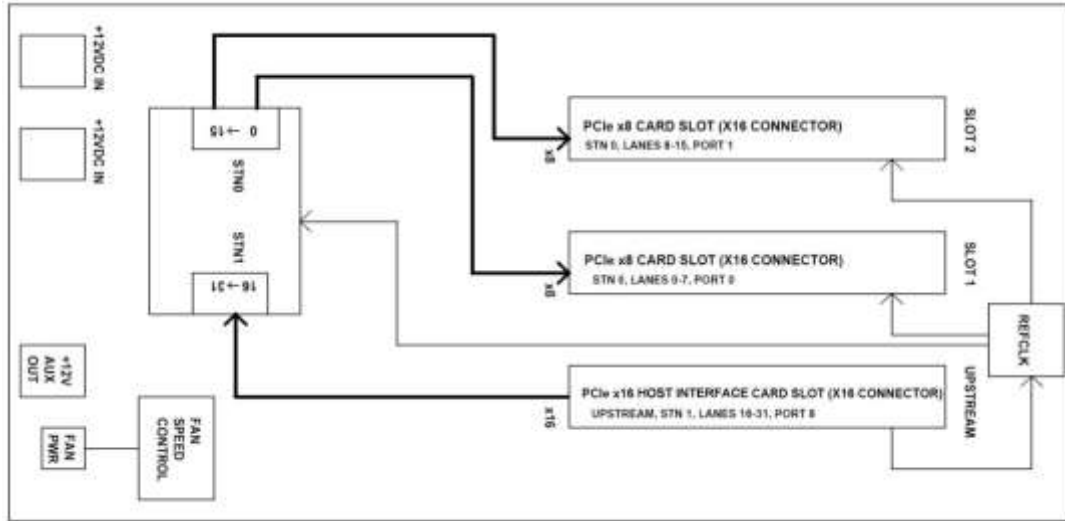 +12VDC IN
+12VDC IN
0→15
STN0
STN1
16→31
+12V
AUX
OUT
FAN
PWR
FAN
SPEED
CONTROL
PCIe x8 CARD SLOT (X16 CONNECTOR)
STN 0, LANES 8-15, PORT 1
x8
SLOT 2
PCIe x8 CARD SLOT (X16 CONNECTOR)
STN 0, LANES 0-7, PORT 0
x8
SLOT 1
REFCLK
PCIe x16 HOST INTERFACE CARD SLOT (X16 CONNECTOR)
UPSTREAM, STN 1, LANES 16-31, PORT 8
x16
UPSTREAM